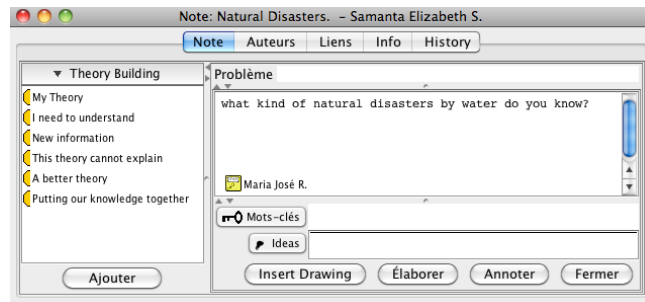 Note: Natural Disasters. – Samanta Elizabeth S.
Note Auteurs Liens Info History
Theory Building
My Theory
I need to understand
New information
This theory cannot explain
A better theory
Putting our knowledge together
Ajouter
Problème
what kind of natural disasters by water do you know?
Maria José R.
Mots-clés
Ideas
Insert Drawing Élaborer Annoter Fermer